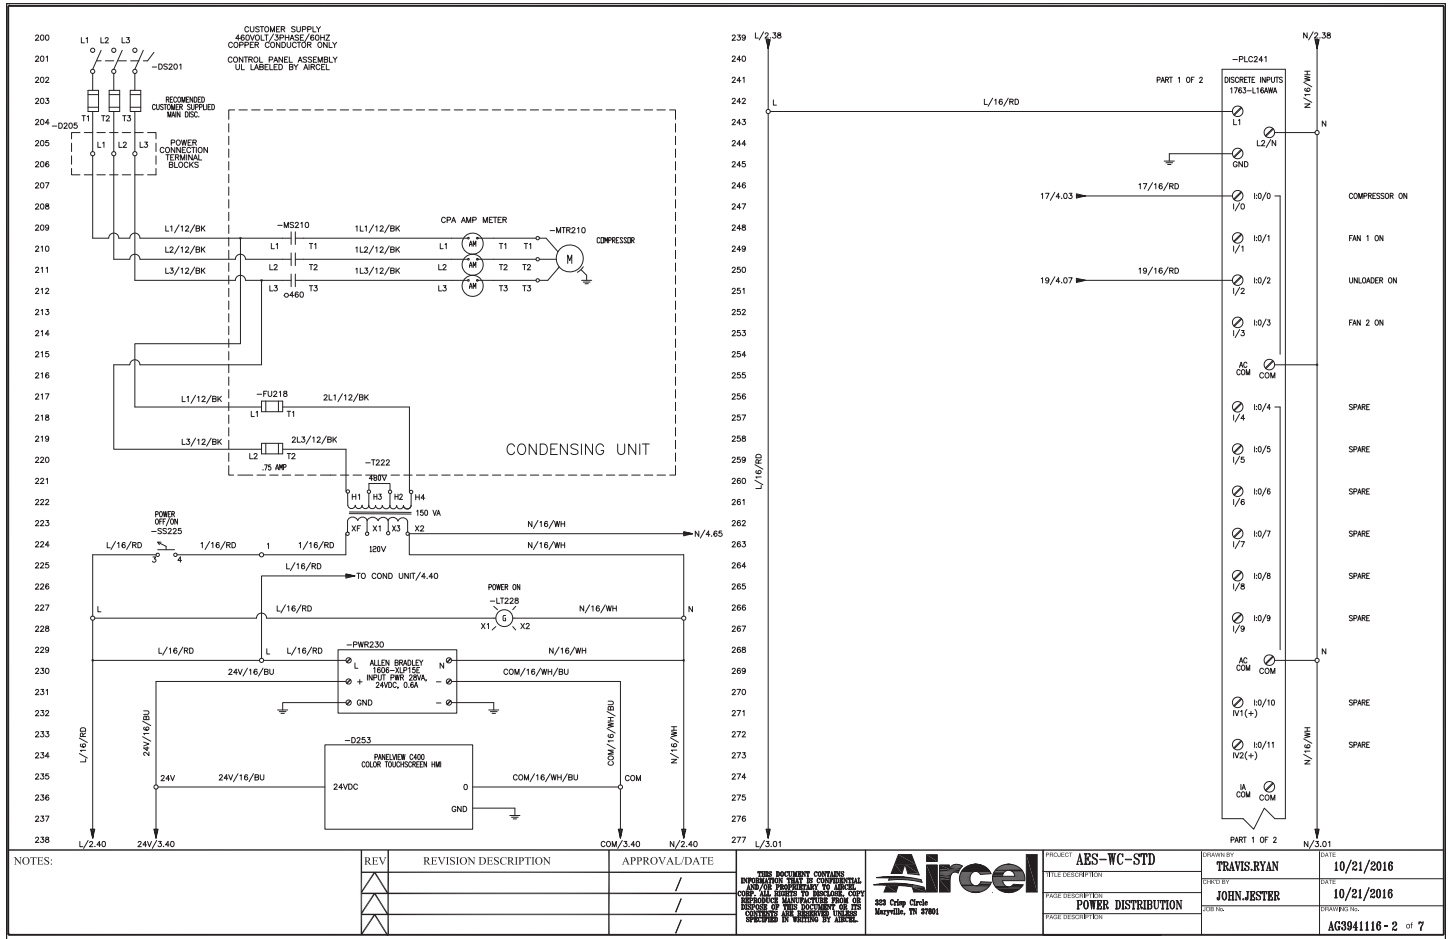 200
201
202
203
204
205
206
207
208
209
210
211
212
213
214
215
216
217
218
219
220
221
222
223
224
225
226
227
228
229
230
231
232
233
234
235
236
237
238
L1 L2 L3
-DS201
CUSTOMER SUPPLY
460VOLT/3PHASE/60HZ
COPPER CONDUCTOR ONLY
CONTROL PANEL ASSEMBLY
UL LABELED BY AIRCEL
RECOMENDED
CUSTOMER SUPPLIED
MAIN DISC.
T1 T2 T3
-D205
L1 L2 L3
POWER
CONNECTION
TERMINAL
BLOCKS
L1/12/BK
L2/12/BK
L3/12/BK
-MS210
L1 T1
L2 T2
L3 T3
o460
1L1/12/BK
1L2/12/BK
1L3/12/BK
CPA AMP METER
L1 AM T1 T1
L2 AM T2 T2
L3 AM T3 T3
-MTR210
M
COMPRESSOR
L1/12/BK
-FU218
L1 T1
2L1/12/BK
L3/12/BK
L2 T2
2L3/12/BK
.75 AMP
CONDENSING UNIT
-T222
480V
H1 H3 H2 H4
150 VA
XF X1 X3 X2
120V
N/16/WH
N/4.65
N/16/WH
POWER
OFF/ON
-SS225
L/16/RD
3 4
1/16/RD
1
1/16/RD
L/16/RD
TO COND UNIT/4.40
POWER ON
-LT228
L
L/16/RD
G
X1 X2
N/16/WH
N
-PWR230
L/16/RD
L
L/16/RD
L
ALLEN BRADLEY
1606-XLP15E
INPUT PWR 28VA,
24VDC, 0.6A
N
N/16/WH
24V/16/BU
+
-
COM/16/WH/BU
GND
-
L/16/RD
24V/16/BU
COM/16/WH/BU
N/16/WH
-D253
PANELVIEW C400
COLOR TOUCHSCREEN HMI
24V
24V/16/BU
24VDC
0
COM/16/WH/BU
COM
GND
L/2.40
24V/3.40
COM/3.40
N/2.40
239
240
241
242
243
244
245
246
247
248
249
250
251
252
253
254
255
256
257
258
259
260
261
262
263
264
265
266
267
268
269
270
271
272
273
274
275
276
277
L/2.38
N/2.38
-PLC241
PART 1 OF 2
DISCRETE INPUTS
1763-L16AWA
N/16/WH
L
L/16/RD
L1
N
L2/N
GND
17/4.03
17/16/RD
I:0/0
I/0
COMPRESSOR ON
I:0/1
I/1
FAN 1 ON
19/4.07
19/16/RD
I:0/2
I/2
UNLOADER ON
I:0/3
I/3
FAN 2 ON
AC
COM
COM
I:0/4
I/4
SPARE
I:0/5
I/5
SPARE
L/16/RD
I:0/6
I/6
SPARE
I:0/7
I/7
SPARE
I:0/8
I/8
SPARE
I:0/9
I/9
SPARE
N
AC
COM
COM
I:0/10
IV1(+)
SPARE
I:0/11
IV2(+)
SPARE
N/16/WH
IA
COM
COM
PART 1 OF 2
L/3.01
N/3.01
NOTES:
REV REVISION DESCRIPTION APPROVAL/DATE
/
/
/
THIS DOCUMENT CONTAINS
INFORMATION THAT IS CONFIDENTIAL
AND/OR PROPRIETARY TO AIRCEL
CORP. ALL RIGHTS TO DISCLOSE, COPY
REPRODUCE MANUFACTURE FROM OR
DISPOSE OF THIS DOCUMENT OR ITS
CONTENTS ARE RESERVED UNLESS
SPECIFIED IN WRITING BY AIRCEL.
Aircel
323 Crisp Circle
Maryville, TN 37801
PROJECT AES-WC-STD
TITLE DESCRIPTION
PAGE DESCRIPTION
POWER DISTRIBUTION
PAGE DESCRIPTION
DRAWN BY
TRAVIS.RYAN
CHK'D BY
JOHN.JESTER
JOB No.
DATE
10/21/2016
DATE
10/21/2016
DRAWING No.
AG3941116-2 of 7